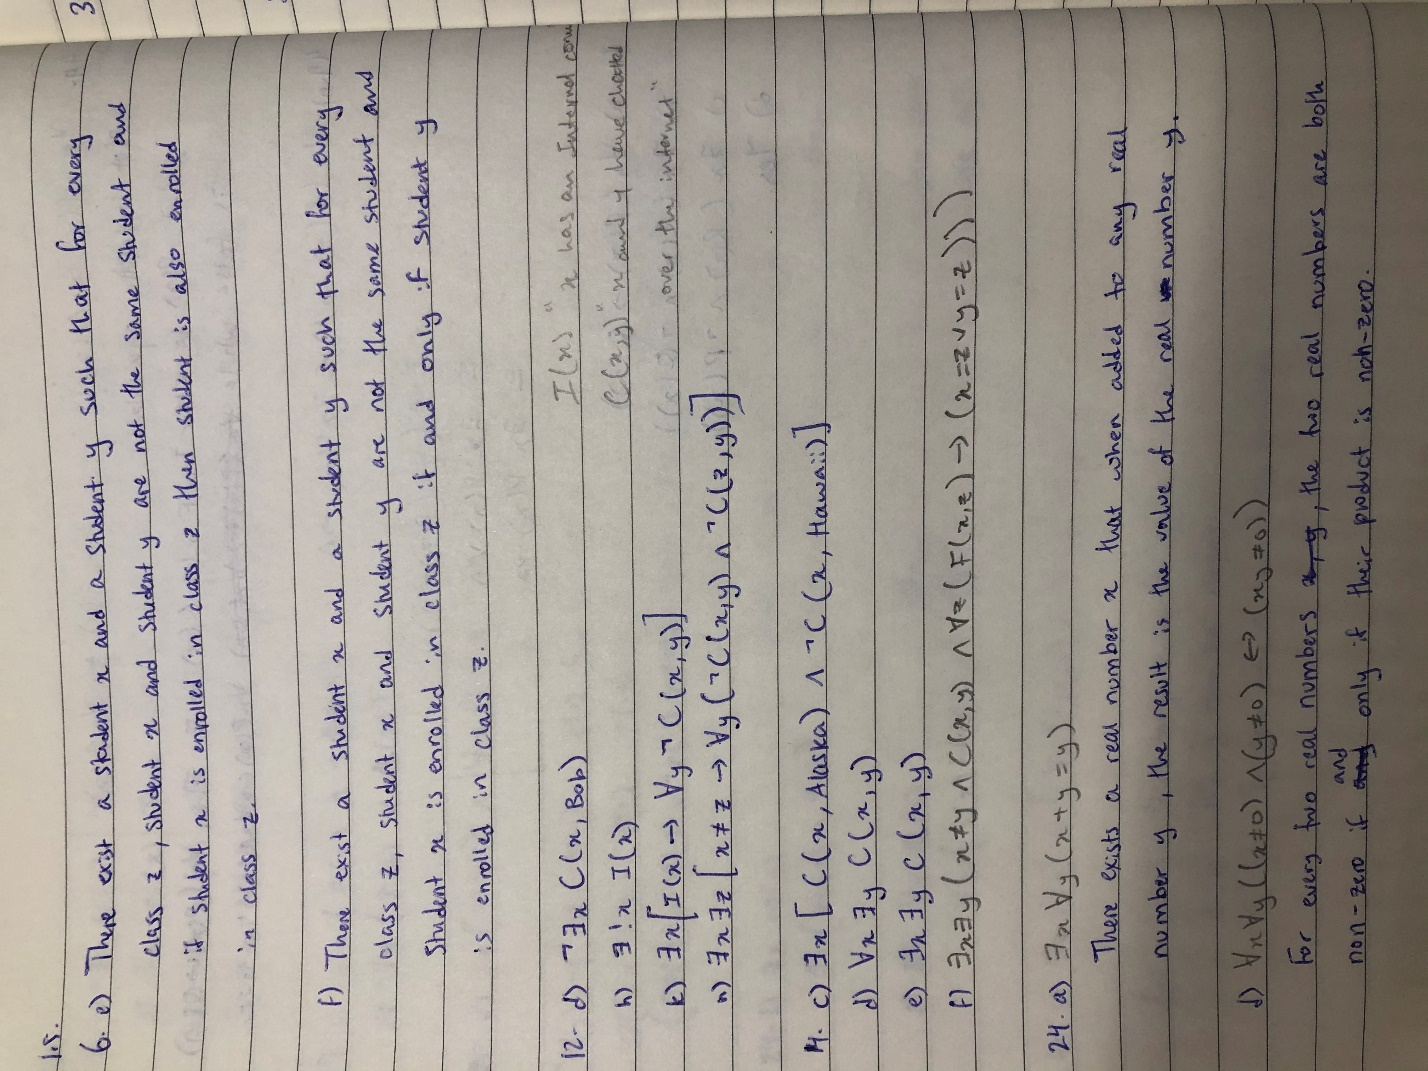 1.5.
6. e) There exist a student x and a student y such that for every
class z, student x and student y are not the same student and
if student x is enrolled in class z then student is also enrolled
in class z.
f) There exist a student x and a student y such that for every
class z, student x and student y are not the same student and
student x is enrolled in class z if and only if student y
is enrolled in class z.
I(x) "x has an Internet conn
12. d) ¬∃x C(x, Bob)
C(x,y) "x and y have chatted
h) ∃!x I(x)
over the internet"
k) ∃x[I(x) → ∀y ¬C(x,y)]
n) ∃x∃z[x≠z → ∀y(¬(C(x,y) ∧ ¬C(z,y))]
14. c) ∃x[C(x, Alaska) ∧ ¬C(x, Hawaii)]
d) ∀x∃y C(x,y)
e) ∃x∃y C(x,y)
f) ∃x∃y(x≠y ∧ C(x,y) ∧ ∀z(F(x,z) → (x=z∨y=z)))
24. a) ∃x∀y(x+y=y)
There exists a real number x that when added to any real
number y, the result is the value of the real number y.
d) ∀x∀y((x≠0) ∧ (y≠0) ↔ (xy≠0))
For every two real numbers x, y, the two real numbers are both
non-zero if and only if their product is non-zero.